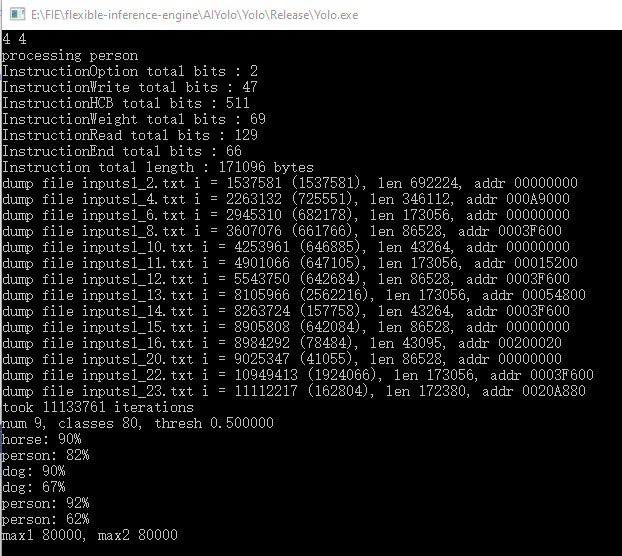 E:\FIE\flexible-inference-engine\AIYolo\Yolo\Release\Yolo.exe
4 4
processing person
InstructionOption total bits : 2
InstructionWrite total bits : 47
InstructionHCB total bits : 511
InstructionWeight total bits : 69
InstructionRead total bits : 129
InstructionEnd total bits : 66
Instruction total length : 171096 bytes
dump file inputs1_2.txt i = 1537581 (1537581), len 692224, addr 00000000
dump file inputs1_4.txt i = 2263132 (725551), len 346112, addr 000A9000
dump file inputs1_6.txt i = 2945310 (682178), len 173056, addr 00000000
dump file inputs1_8.txt i = 3607076 (661766), len 86528, addr 0003F600
dump file inputs1_10.txt i = 4253961 (646885), len 43264, addr 00000000
dump file inputs1_11.txt i = 4901066 (647105), len 173056, addr 00015200
dump file inputs1_12.txt i = 5543750 (642684), len 86528, addr 0003F600
dump file inputs1_13.txt i = 8105966 (2562216), len 173056, addr 00054800
dump file inputs1_14.txt i = 8263724 (157758), len 43264, addr 0003F600
dump file inputs1_15.txt i = 8905808 (642084), len 86528, addr 00000000
dump file inputs1_16.txt i = 8984292 (78484), len 43095, addr 00200020
dump file inputs1_20.txt i = 9025347 (41055), len 86528, addr 00000000
dump file inputs1_22.txt i = 10949413 (1924066), len 173056, addr 0003F600
dump file inputs1_23.txt i = 11112217 (162804), len 172380, addr 0020A880
took 11133761 iterations
num 9, classes 80, thresh 0.500000
horse: 90%
person: 82%
dog: 90%
dog: 67%
person: 92%
person: 62%
max1 80000, max2 80000